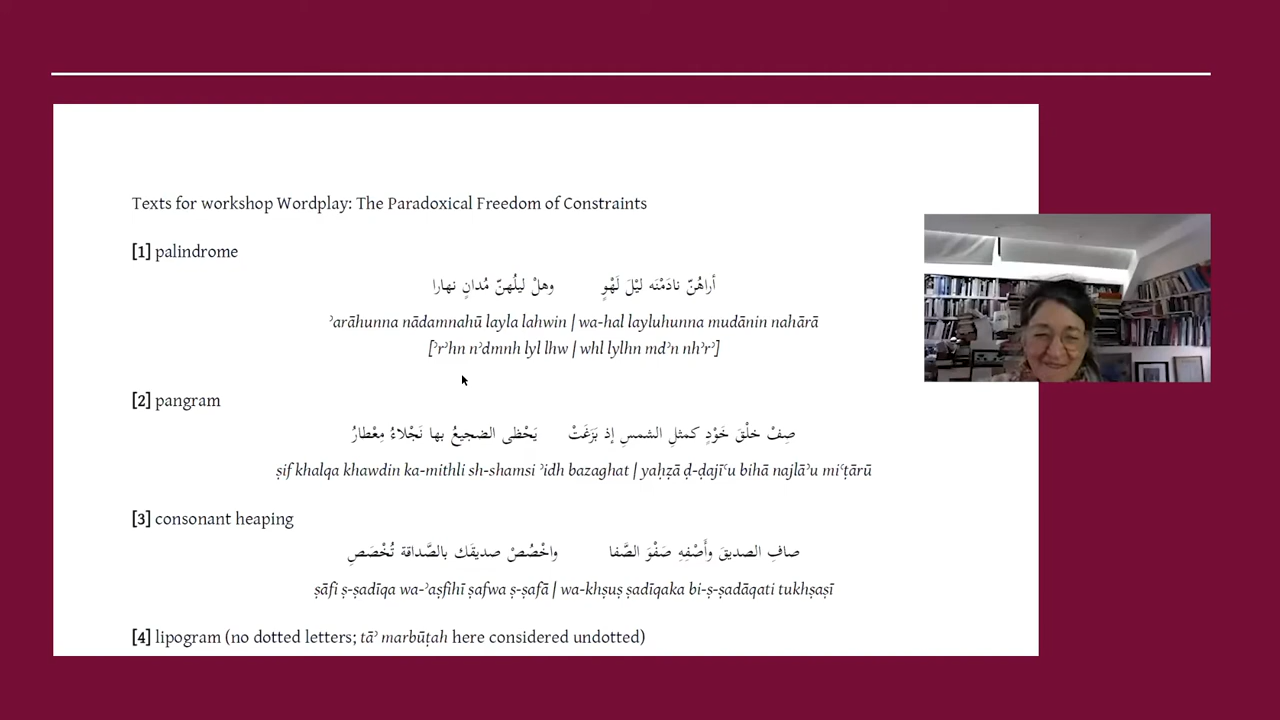 Texts for workshop Wordplay: The Paradoxical Freedom of Constraints
[1] palindrome
أراهُنّ نادَمْنَه لَيْلَ لَهْوٍ وهلْ ليلُهنّ مُدانٍ نهارا
ʾarāhunna nādamnahū layla lahwin | wa-hal layluhunna mudānin nahārā
[ʾrʾhn nʾdmnh lyl lhw | whl lylhn mdʾn nhʾrʾ]
[2] pangram
صِفْ خلْقَ خَوْدٍ كمثلِ الشمسِ إذ بَزَغَتْ يَحْظى الضجيعُ بها نَجْلاءُ مِعْطارُ
ṣif khalqa khawdin ka-mithli sh-shamsi ʾidh bazaghat | yaḥẓā ḍ-ḍajīʿu bihā najlāʾu miʿṭārū
[3] consonant heaping
صافِ الصديقَ وأَصْفِهِ صَفْوَ الصَّفا واخْصُصْ صديقَك بالصَّداقة تُخْصَصِ
ṣāfi ṣ-ṣadīqa wa-ʾaṣfihī ṣafwa ṣ-ṣafā | wa-khṣuṣ ṣadīqaka bi-ṣ-ṣadāqati tukhṣaṣī
[4] lipogram (no dotted letters; tāʾ marbūṭah here considered undotted)